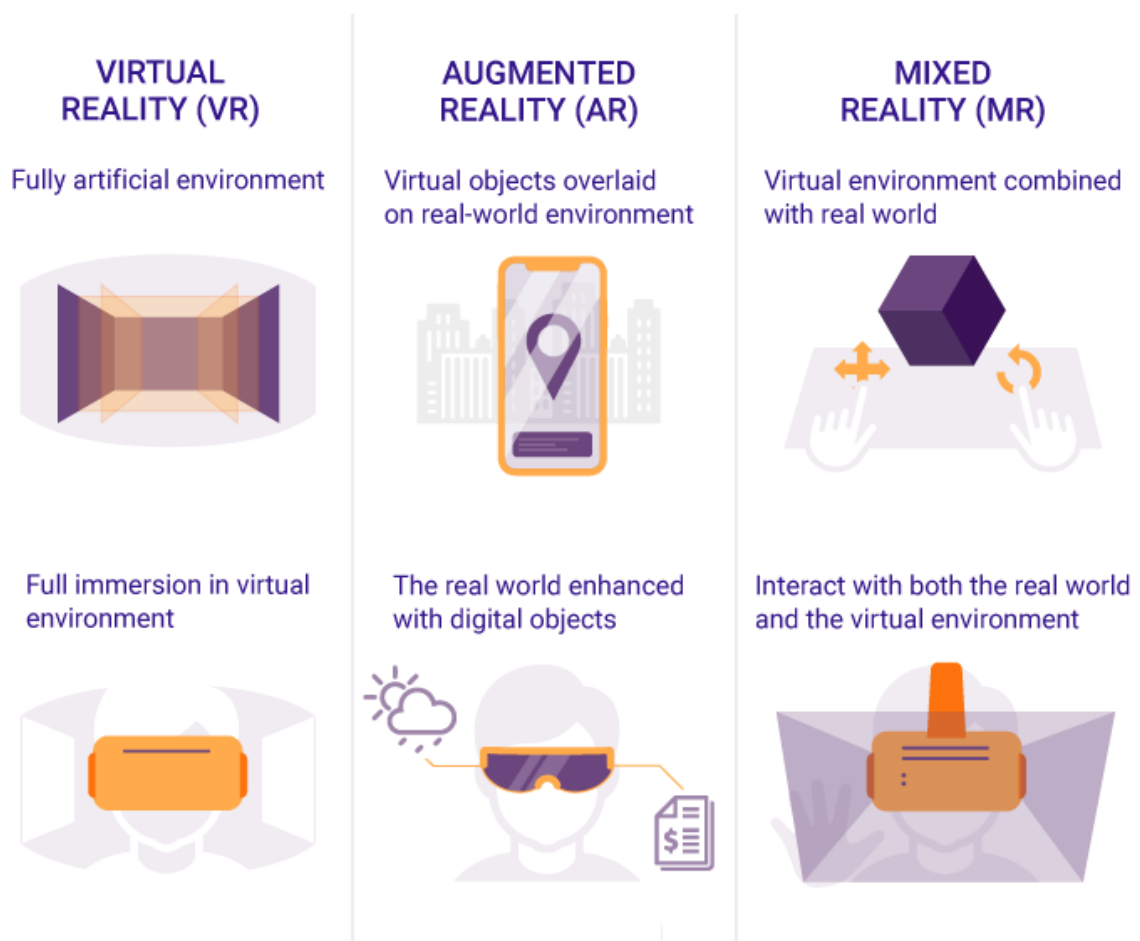 VIRTUAL
REALITY (VR)
Fully artificial environment
Full immersion in virtual
environment
AUGMENTED
REALITY (AR)
Virtual objects overlaid
on real-world environment
The real world enhanced
with digital objects
$
MIXED
REALITY (MR)
Virtual environment combined
with real world
Interact with both the real world
and the virtual environment